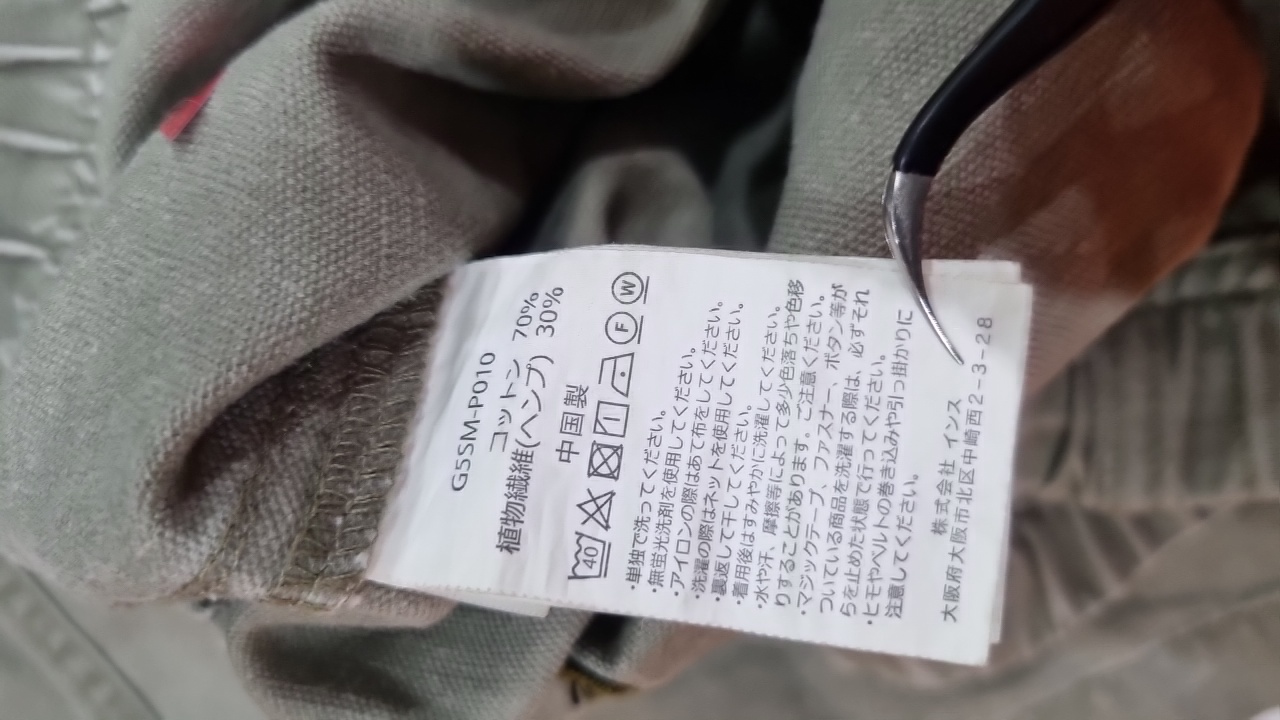 G5SM-P010
コットン 70%
植物繊維(ヘンプ) 30%
中国製
40 F W
・単独で洗ってください。
・無蛍光洗剤を使用してください。
・アイロンの際はあて布をしてください。
・洗濯の際はネットを使用してください。
・裏返して干してください。
・着用後はすみやかに洗濯してください。
・水や汗、摩擦等によって多少色落ちや色移
りすることがあります。ご注意ください。
・マジックテープ、ファスナー、ボタン等が
ついている商品を洗濯する際は、必ずそれ
らを止めた状態で行ってください。
・ヒモやベルトの巻き込みや引っ掛かりに
注意してください。
株式会社 インス
大阪府大阪市北区中崎西2-3-28